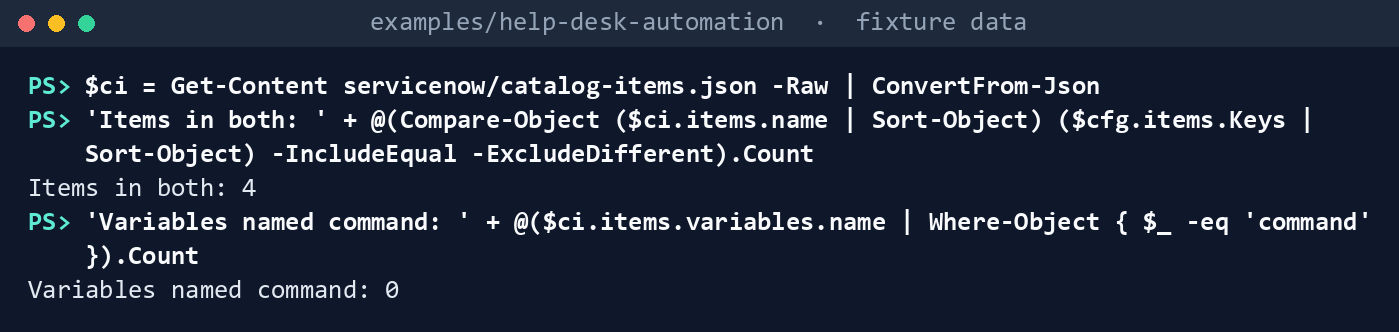 examples/help-desk-automation · fixture data
PS> $ci = Get-Content servicenow/catalog-items.json -Raw | ConvertFrom-Json
PS> 'Items in both: ' + @(Compare-Object ($ci.items.name | Sort-Object) ($cfg.items.Keys |
Sort-Object) -IncludeEqual -ExcludeDifferent).Count
Items in both: 4
PS> 'Variables named command: ' + @($ci.items.variables.name | Where-Object { $_ -eq 'command'
}).Count
Variables named command: 0